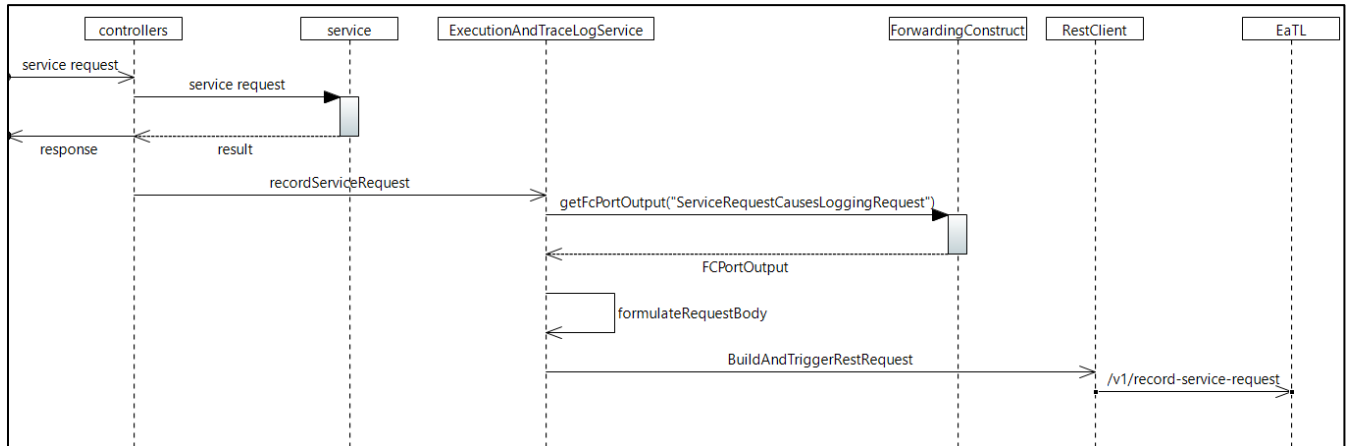 controllers
service
ExecutionAndTraceLogService
ForwardingConstruct
RestClient
EaTL
service request
service request
response
result
recordServiceRequest
getFcPortOutput("ServiceRequestCausesLoggingRequest")
FCPortOutput
formulateRequestBody
BuildAndTriggerRestRequest
/v1/record-service-request